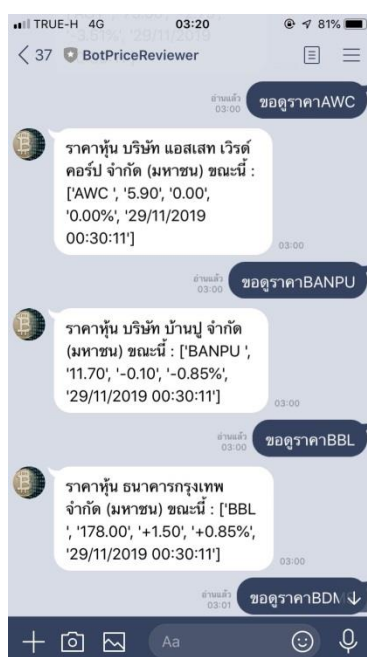 TRUE-H 4G 03:20 81%
-3.51%, '29/11/2019
37 BotPriceReviewer
อ่านแล้ว
03:00
ขอดูราคาAWC
ราคาหุ้น บริษัท แอสเสท เวิรด์
คอร์ป จำกัด (มหาชน) ขณะนี้ :
['AWC ', '5.90', '0.00',
'0.00%', '29/11/2019
00:30:11']
03:00
อ่านแล้ว
03:00
ขอดูราคาBANPU
ราคาหุ้น บริษัท บ้านปู จำกัด
(มหาชน) ขณะนี้ : ['BANPU ',
'11.70', '-0.10', '-0.85%',
'29/11/2019 00:30:11']
03:00
อ่านแล้ว
03:00
ขอดูราคาBBL
ราคาหุ้น ธนาคารกรุงเทพ
จำกัด (มหาชน) ขณะนี้ : ['BBL
', '178.00', '+1.50', '+0.85%',
'29/11/2019 00:30:11']
03:00
อ่านแล้ว
03:01
ขอดูราคาBDM
Aa